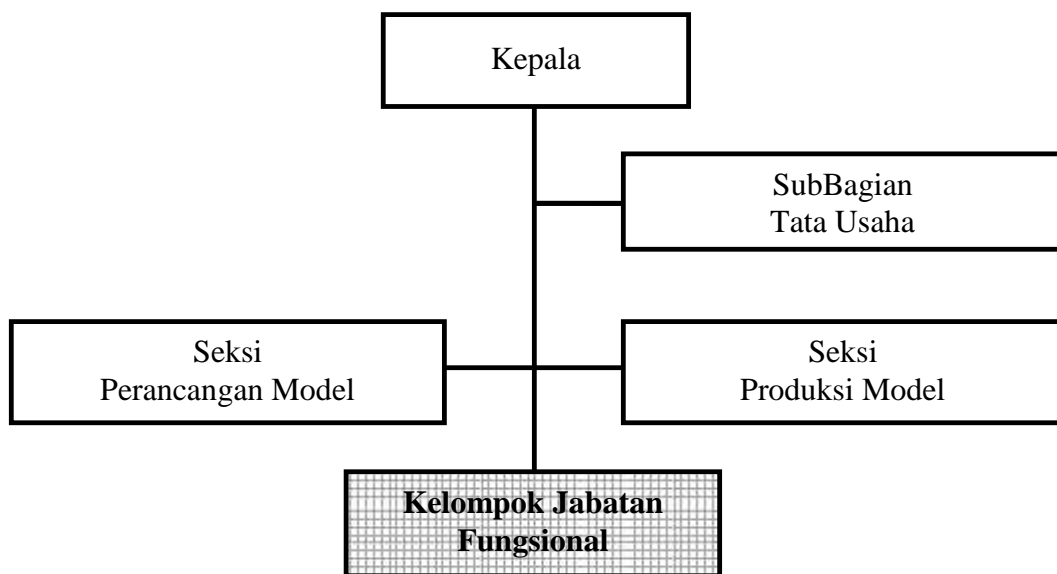 Kepala
SubBagian
Tata Usaha
Seksi
Perancangan Model
Seksi
Produksi Model
Kelompok Jabatan
Fungsional